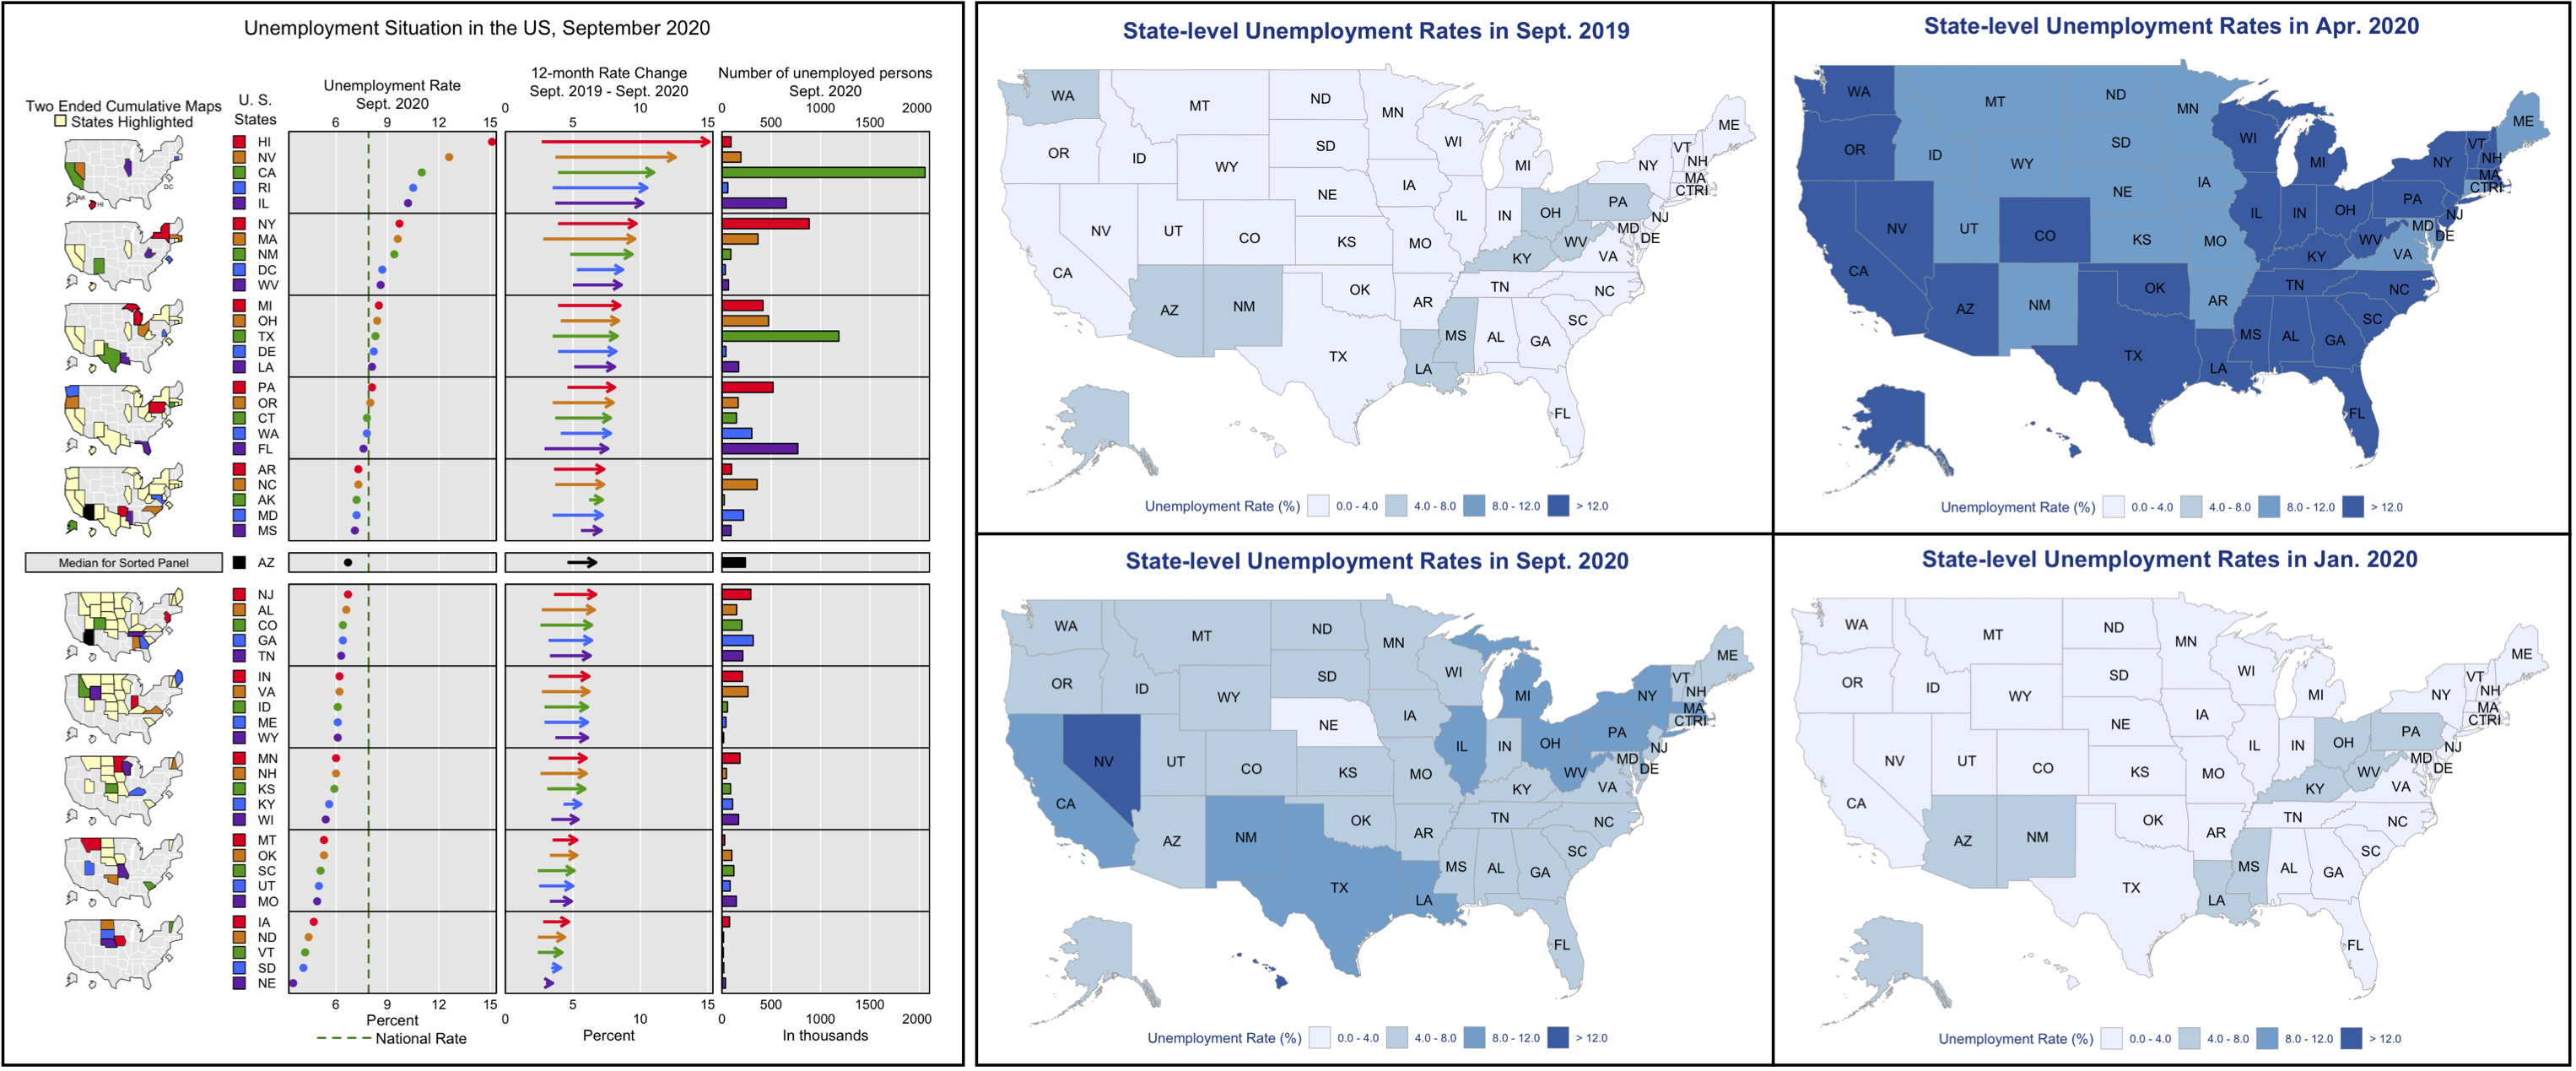 Unemployment Situation in the US, September 2020
Two Ended Cumulative Maps
States Highlighted
U. S.
States
Unemployment Rate
Sept. 2020
6 9 12 15
12-month Rate Change
Sept. 2019 - Sept. 2020
0 10
5 15
Number of unemployed persons
Sept. 2020
0 1000 2000
500 1500
HI
NV
CA
RI
IL
DC
AK
HI
NY
MA
NM
DC
WV
MI
OH
TX
DE
LA
PA
OR
CT
WA
FL
AR
NC
AK
MD
MS
Median for Sorted Panel
AZ
NJ
AL
CO
GA
TN
IN
VA
ID
ME
WY
MN
NH
KS
KY
WI
MT
OK
SC
UT
MO
IA
ND
VT
SD
NE
6 9 12 15
Percent
National Rate
5 15
0 10
Percent
500 1500
0 1000 2000
In thousands
State-level Unemployment Rates in Sept. 2019
WA
MT
ND
MN
ME
OR
ID
WY
SD
WI
MI
VT
NH
NY
MA
CTRI
NE
IA
PA
NV
UT
CO
KS
MO
IL
IN
OH
WV
MD
NJ
DE
VA
KY
CA
AZ
NM
OK
AR
TN
NC
SC
TX
LA
MS
AL
GA
FL
Unemployment Rate (%) 0.0 - 4.0 4.0 - 8.0 8.0 - 12.0 > 12.0
State-level Unemployment Rates in Apr. 2020
WA
MT
ND
MN
ME
OR
ID
WY
SD
WI
MI
VT
NH
NY
MA
CTRI
NE
IA
PA
NV
UT
CO
KS
MO
IL
IN
OH
WV
MD
NJ
DE
VA
KY
CA
AZ
NM
OK
AR
TN
NC
SC
TX
LA
MS
AL
GA
FL
Unemployment Rate (%) 0.0 - 4.0 4.0 - 8.0 8.0 - 12.0 > 12.0
State-level Unemployment Rates in Sept. 2020
WA
MT
ND
MN
ME
OR
ID
WY
SD
WI
MI
VT
NH
NY
MA
CTRI
NE
IA
PA
NV
UT
CO
KS
MO
IL
IN
OH
WV
MD
NJ
DE
VA
KY
CA
AZ
NM
OK
AR
TN
NC
SC
TX
LA
MS
AL
GA
FL
Unemployment Rate (%) 0.0 - 4.0 4.0 - 8.0 8.0 - 12.0 > 12.0
State-level Unemployment Rates in Jan. 2020
WA
MT
ND
MN
ME
OR
ID
WY
SD
WI
MI
VT
NH
NY
MA
CTRI
NE
IA
PA
NV
UT
CO
KS
MO
IL
IN
OH
WV
MD
NJ
DE
VA
KY
CA
AZ
NM
OK
AR
TN
NC
SC
TX
LA
MS
AL
GA
FL
Unemployment Rate (%) 0.0 - 4.0 4.0 - 8.0 8.0 - 12.0 > 12.0